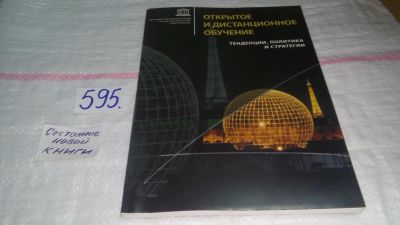 ОТКРЫТОЕ
И ДИСТАНЦИОННОЕ
ОБУЧЕНИЕ
ТЕНДЕНЦИИ, ПОЛИТИКА
И СТРАТЕГИИ
595.
Состояние
новой
книги